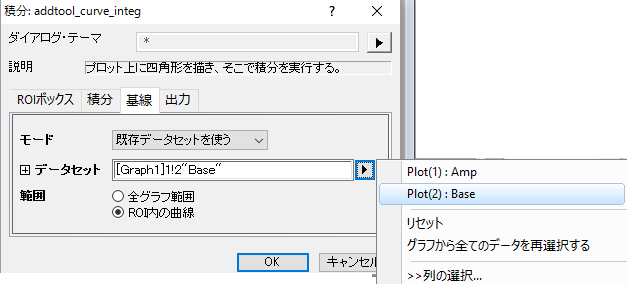 積分: addtool_curve_integ
ダイアログ・テーマ *
説明 プロット上に四角形を描き、そこで積分を実行する。
ROIボックス 積分 基線 出力
モード 既存データセットを使う
データセット [Graph1]1!2"Base"
範囲 全グラフ範囲
ROI内の曲線
OK キャンセル
Plot(1) : Amp
Plot(2) : Base
リセット
グラフから全てのデータを再選択する
>>列の選択...